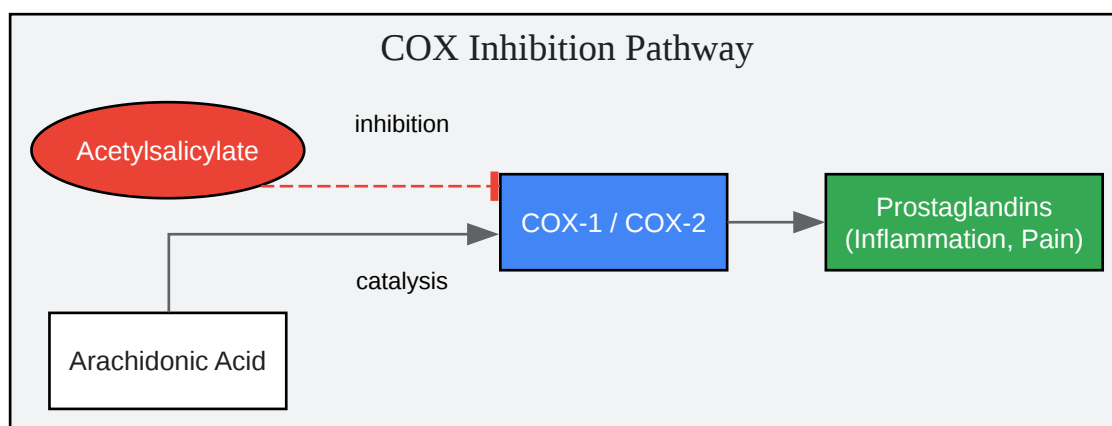 COX Inhibition Pathway
inhibition
Acetylsalicylate
COX-1 / COX-2
Prostaglandins
(Inflammation, Pain)
catalysis
Arachidonic Acid